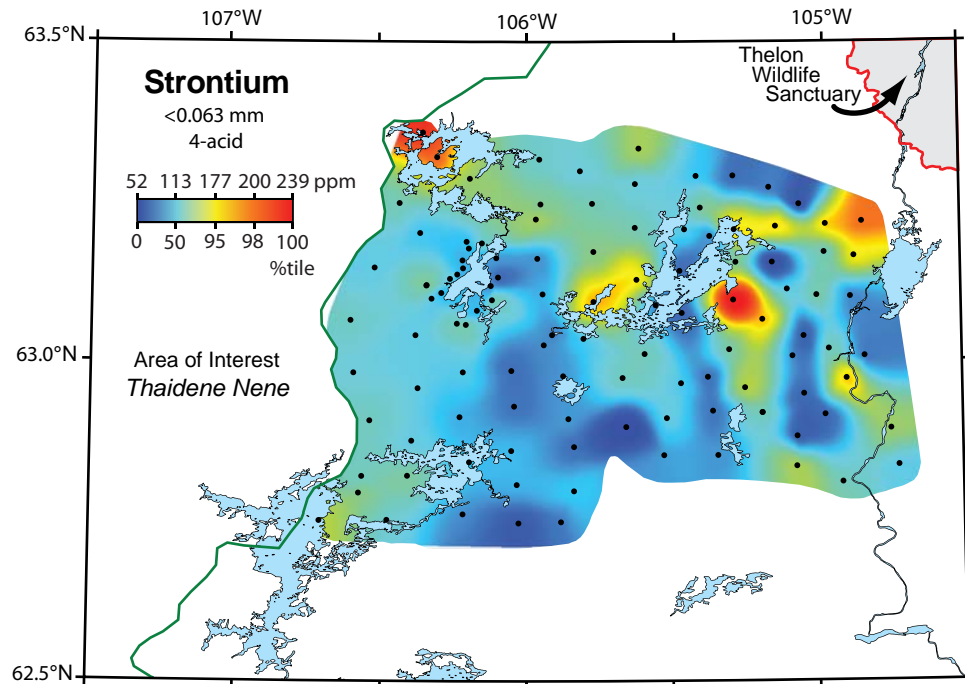 107°W
106°W
105°W
63.5°N
Strontium
<0.063 mm
4-acid
52 113 177 200 239 ppm
0 50 95 98 100
%tile
Thelon
Wildlife
Sanctuary
63.0°N
Area of Interest
Thaidene Nene
62.5°N